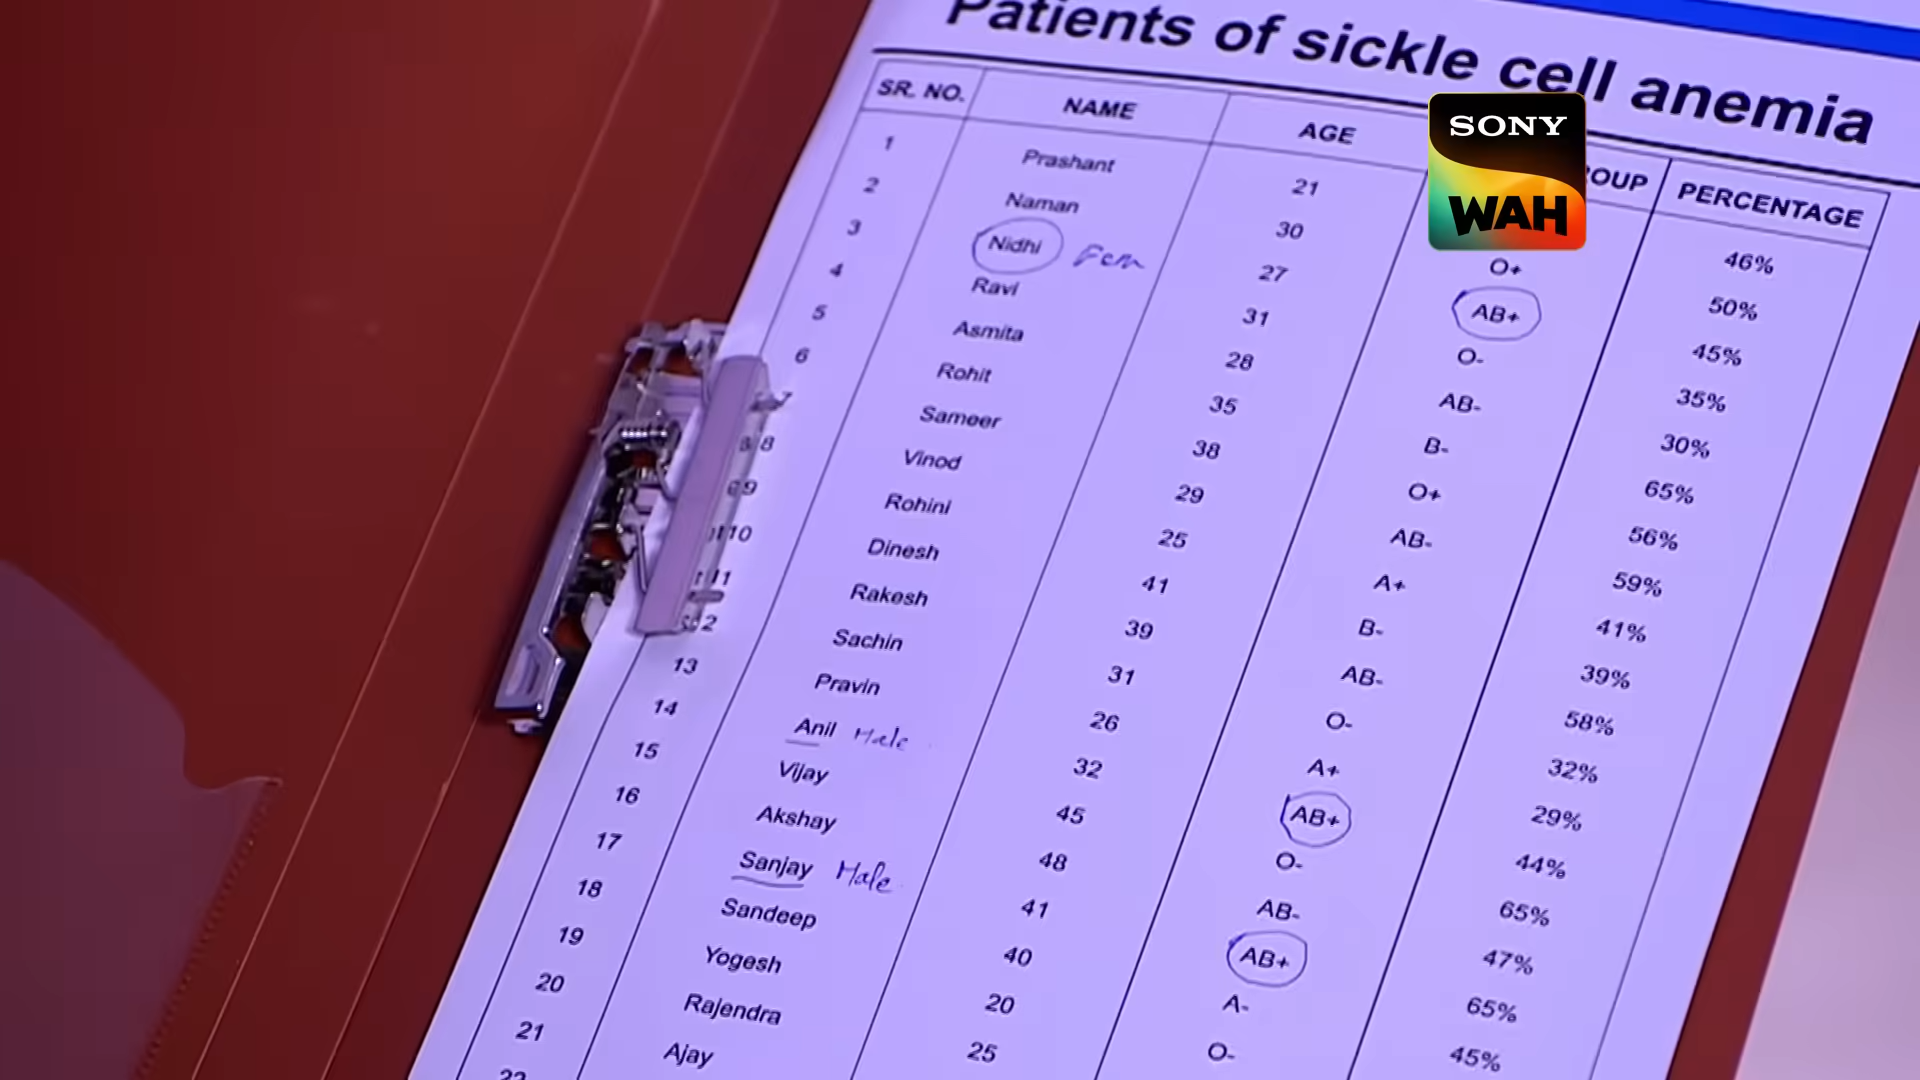 Patients of sickle cell anemia
SR. NO. NAME AGE PERCENTAGE
SONY
WAH
1 Prashant 21 46%
2 Naman 30 O+ 50%
3 Nidhi Fem 27 AB+ 45%
4 Ravi 31 O- 35%
5 Asmita 28 AB- 30%
6 Rohit 35 B- 65%
7 Sameer 38 O+ 56%
8 Vinod 29 AB- 59%
9 Rohini 25 A+ 41%
10 Dinesh 41 B- 39%
11 Rakesh 39 AB- 58%
Sachin 31 O- 32%
13 Pravin 26 A+ 29%
14 Anil Male 32 AB+ 44%
15 Vijay 45 O- 65%
16 Akshay 48 AB- 47%
17 Sanjay Male 41 AB+ 65%
18 Sandeep 40 A- 45%
19 Yogesh 20 O-
20 Rajendra 25
21 Ajay